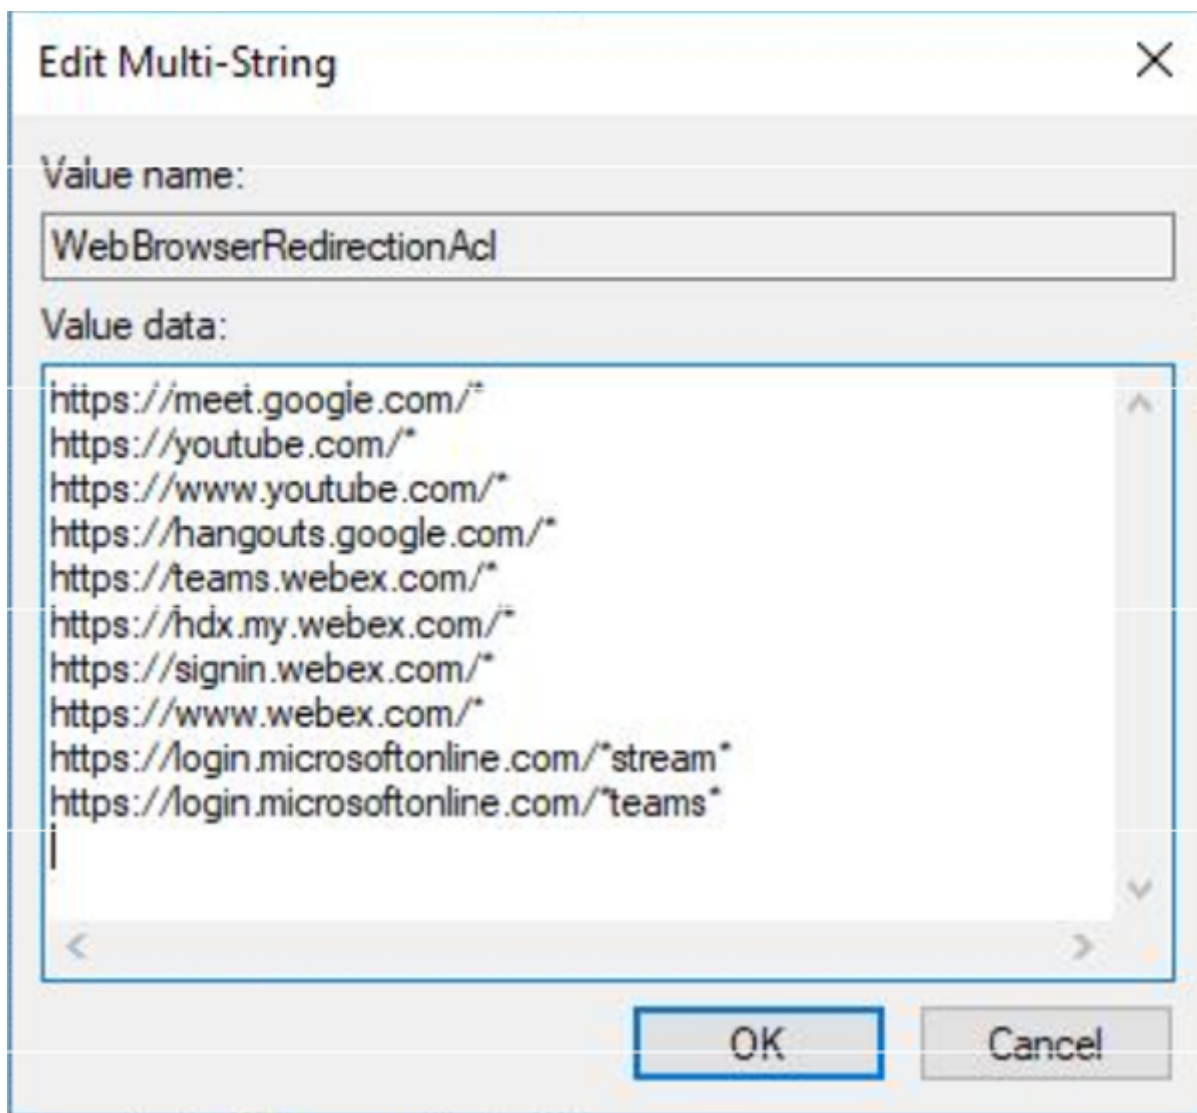 Edit Multi-String
Value name:
WebBrowserRedirectionAcl
Value data:
https://meet.google.com/*
https://youtube.com/*
https://www.youtube.com/*
https://hangouts.google.com/*
https://teams.webex.com/*
https://hdx.my.webex.com/*
https://signin.webex.com/*
https://www.webex.com/*
https://login.microsoftonline.com/*stream*
https://login.microsoftonline.com/*teams*
OK Cancel